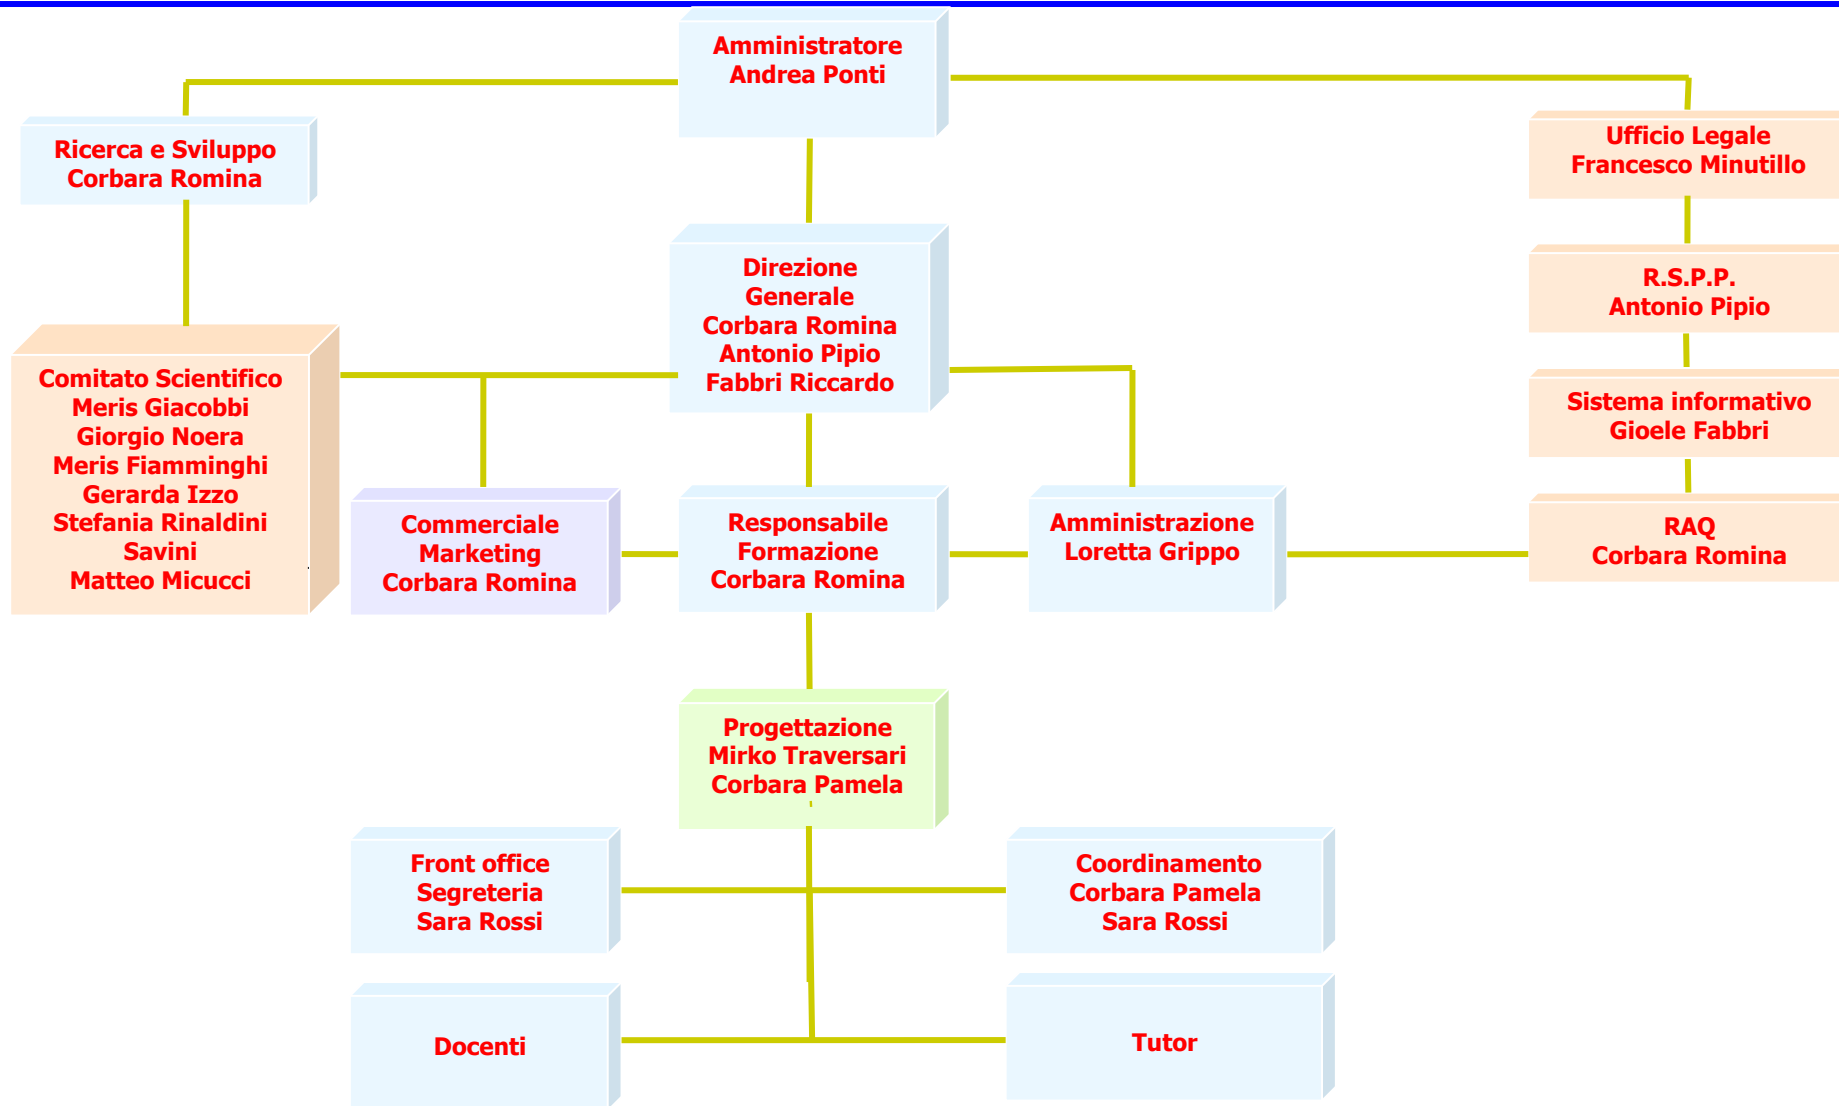 Amministratore
Andrea Ponti
Ricerca e Sviluppo
Corbara Romina
Ufficio Legale
Francesco Minutillo
Direzione
Generale
Corbara Romina
Antonio Pipio
Fabbri Riccardo
R.S.P.P.
Antonio Pipio
Comitato Scientifico
Meris Giacobbi
Giorgio Noera
Meris Fiamminghi
Gerarda Izzo
Stefania Rinaldini
Savini
Matteo Micucci
Sistema informativo
Gioele Fabbri
Commerciale
Marketing
Corbara Romina
Responsabile
Formazione
Corbara Romina
Amministrazione
Loretta Grippo
RAQ
Corbara Romina
Progettazione
Mirko Traversari
Corbara Pamela
Front office
Segreteria
Sara Rossi
Coordinamento
Corbara Pamela
Sara Rossi
Docenti
Tutor